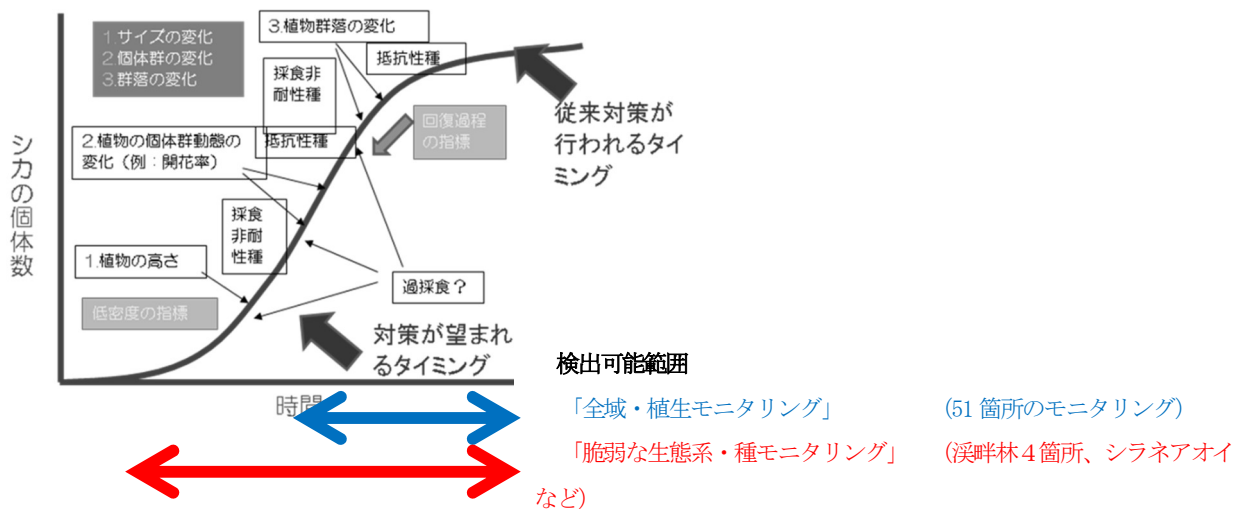 1.サイズの変化
2.個体群の変化
3.群落の変化
3.植物群落の変化
抵抗性種
採食非
耐性種
従来対策が
行われるタイ
ミング
回復過程
の指標
2.植物の個体群動態の
変化（例：開花率）
抵抗性種
シカの個体数
採食
非耐
性種
1.植物の高さ
過採食？
低密度の指標
対策が望まれ
るタイミング
時間
検出可能範囲
「全域・植生モニタリング」 （51 箇所のモニタリング）
「脆弱な生態系・種モニタリング」 （渓畔林４箇所、シラネアオイ
など）